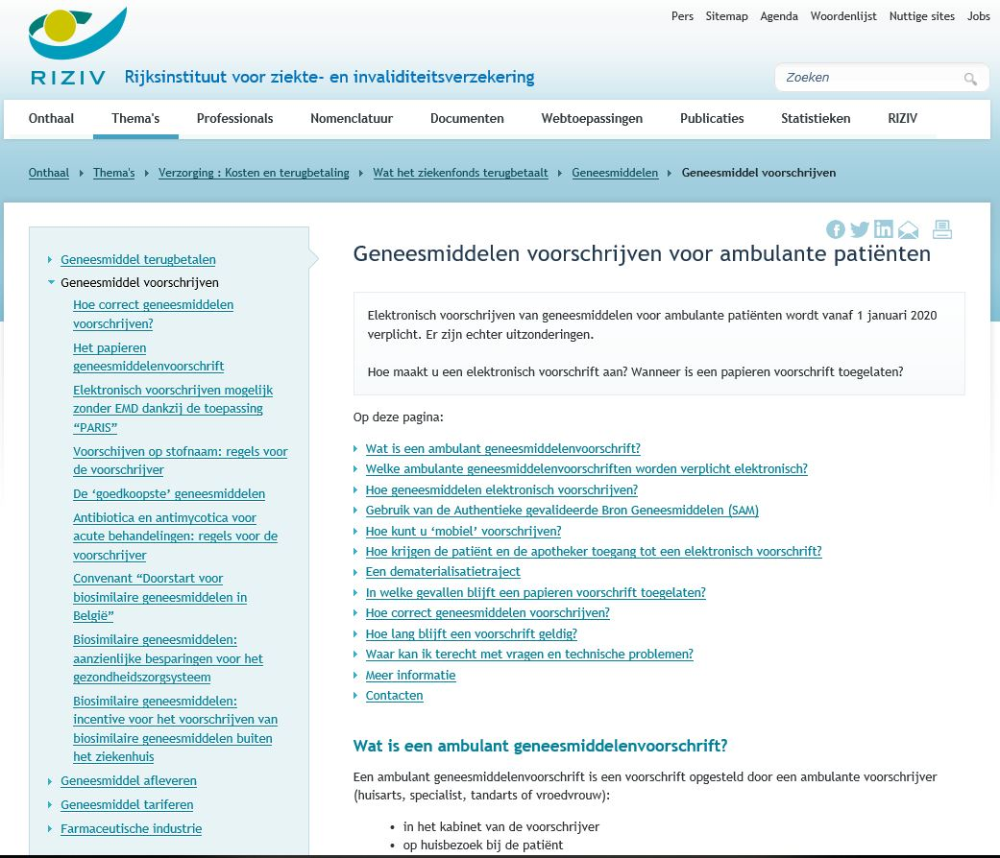 Pers Sitemap Agenda Woordenlijst Nuttige sites Jobs
RIZIV Rijksinstituut voor ziekte- en invaliditeitsverzekering
Zoeken
Onthaal Thema's Professionals Nomenclatuur Documenten Webtoepassingen Publicaties Statistieken RIZIV
Onthaal Thema's Verzorging : Kosten en terugbetaling Wat het ziekenfonds terugbetaalt Geneesmiddelen Geneesmiddel voorschrijven
Geneesmiddel terugbetalen
Geneesmiddel voorschrijven
Hoe correct geneesmiddelen
voorschrijven?
Het papieren
geneesmiddelenvoorschrift
Elektronisch voorschrijven mogelijk
zonder EMD dankzij de toepassing
“PARIS”
Voorschijven op stofnaam: regels voor
de voorschrijver
De ‘goedkoopste’ geneesmiddelen
Antibiotica en antimycotica voor
acute behandelingen: regels voor de
voorschrijver
Convenant “Doorstart voor
biosimilaire geneesmiddelen in
België”
Biosimilaire geneesmiddelen:
aanzienlijke besparingen voor het
gezondheidszorgsysteem
Biosimilaire geneesmiddelen:
incentive voor het voorschrijven van
biosimilaire geneesmiddelen buiten
het ziekenhuis
Geneesmiddel afleveren
Geneesmiddel tariferen
Farmaceutische industrie
Geneesmiddelen voorschrijven voor ambulante patiënten
Elektronisch voorschrijven van geneesmiddelen voor ambulante patiënten wordt vanaf 1 januari 2020
verplicht. Er zijn echter uitzonderingen.
Hoe maakt u een elektronisch voorschrift aan? Wanneer is een papieren voorschrift toegelaten?
Op deze pagina:
Wat is een ambulant geneesmiddelenvoorschrift?
Welke ambulante geneesmiddelenvoorschriften worden verplicht elektronisch?
Hoe geneesmiddelen elektronisch voorschrijven?
Gebruik van de Authentieke gevalideerde Bron Geneesmiddelen (SAM)
Hoe kunt u ‘mobiel’ voorschrijven?
Hoe krijgen de patiënt en de apotheker toegang tot een elektronisch voorschrift?
Een dematerialisatietraject
In welke gevallen blijft een papieren voorschrift toegelaten?
Hoe correct geneesmiddelen voorschrijven?
Hoe lang blijft een voorschrift geldig?
Waar kan ik terecht met vragen en technische problemen?
Meer informatie
Contacten
Wat is een ambulant geneesmiddelenvoorschrift?
Een ambulant geneesmiddelenvoorschrift is een voorschrift opgesteld door een ambulante voorschrijver
(huisarts, specialist, tandarts of vroedvrouw):
• in het kabinet van de voorschrijver
• op huisbezoek bij de patiënt